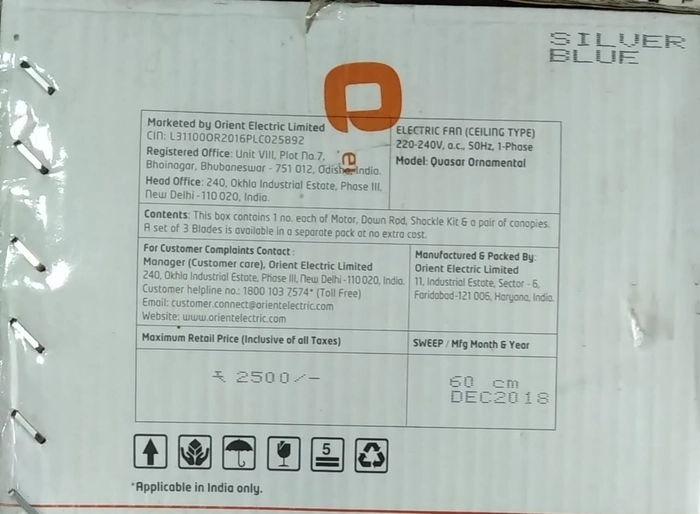 SILVER
BLUE
Marketed by Orient Electric Limited
CIN: L31100OR2016PLC025892
Registered Office: Unit VIII, Plot No.7,
Bhoinagar, Bhubaneswar - 751 012, Odisha, India.
Head Office: 240, Okhla Industrial Estate, Phase III,
New Delhi - 110 020, India.
ELECTRIC FAN (CEILING TYPE)
220-240V, a.c., 50Hz, 1-Phase
Model: Quasar Ornamental
Contents: This box contains 1 no. each of Motor, Down Rod, Shackle Kit & a pair of canopies.
A set of 3 Blades is available in a separate pack at no extra cost.
For Customer Complaints Contact :
Manager (Customer care), Orient Electric Limited
240, Okhla Industrial Estate, Phase III, New Delhi - 110 020, India.
Customer helpline no.: 1800 103 7574* (Toll Free)
Email: customer.connect@orientelectric.com
Website: www.orientelectric.com
Manufactured & Packed By:
Orient Electric Limited
11, Industrial Estate, Sector - 6,
Faridabad-121 006, Haryana, India.
Maximum Retail Price (Inclusive of all Taxes)
SWEEP / Mfg Month & Year
₹ 2500/-
60 cm
DEC2018
5
*Applicable in India only.